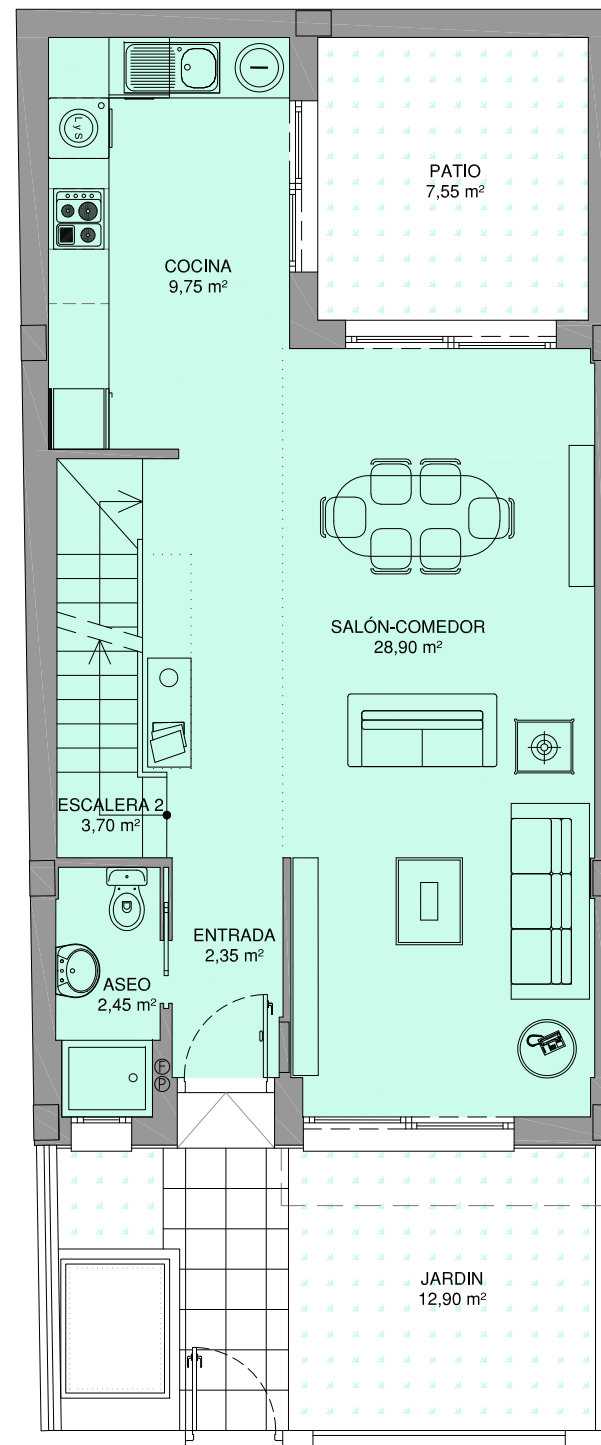 PATIO
7,55 m²
LyS
COCINA
9,75 m²
SALÓN-COMEDOR
28,90 m²
ESCALERA 2
3,70 m²
ENTRADA
2,35 m²
ASEO
2,45 m²
F
P
JARDIN
12,90 m²